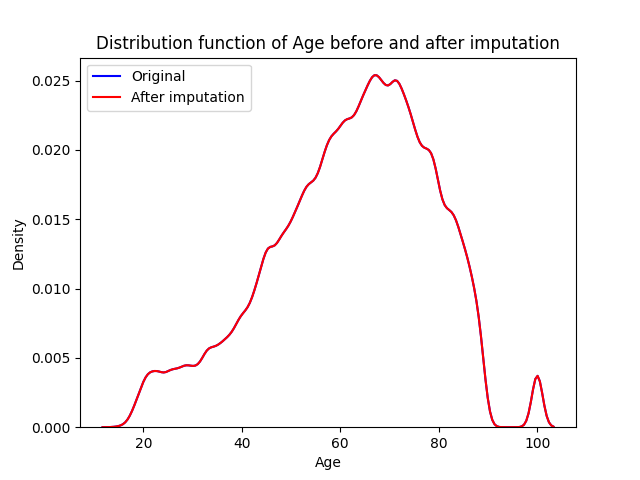 Distribution function of Age before and after imputation
Original
After imputation
0.025
0.020
0.015
0.010
0.005
0.000
Density
20 40 60 80 100
Age